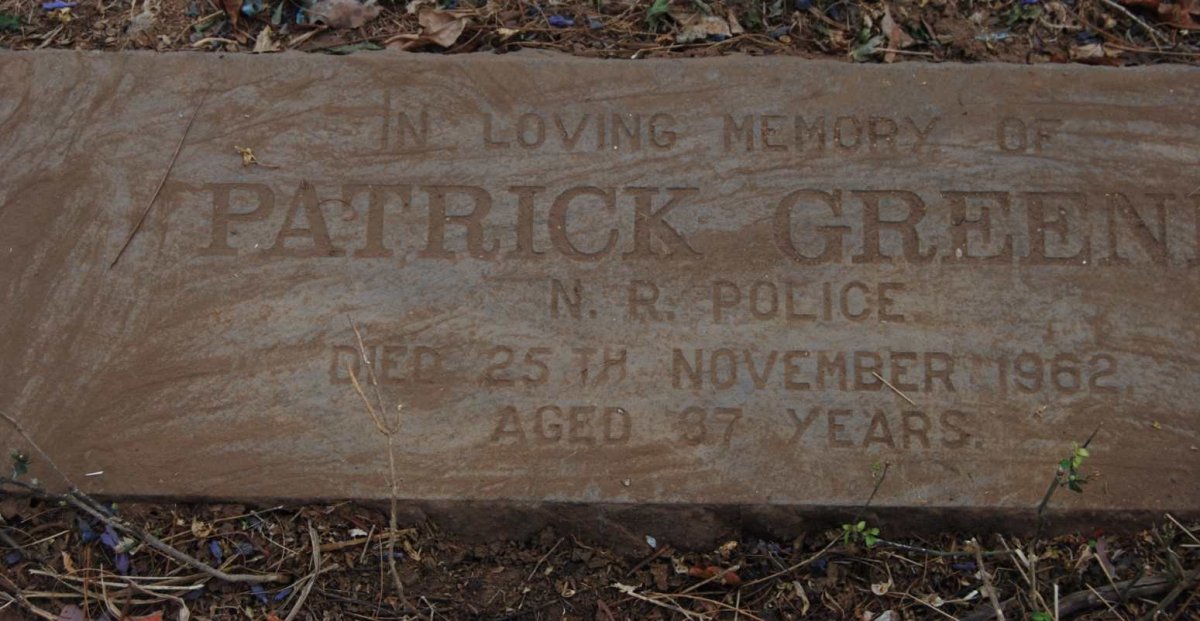 IN LOVING MEMORY OF
PATRICK GREEN
N. R. POLICE
DIED 25TH NOVEMBER 1962
AGED 37 YEARS.